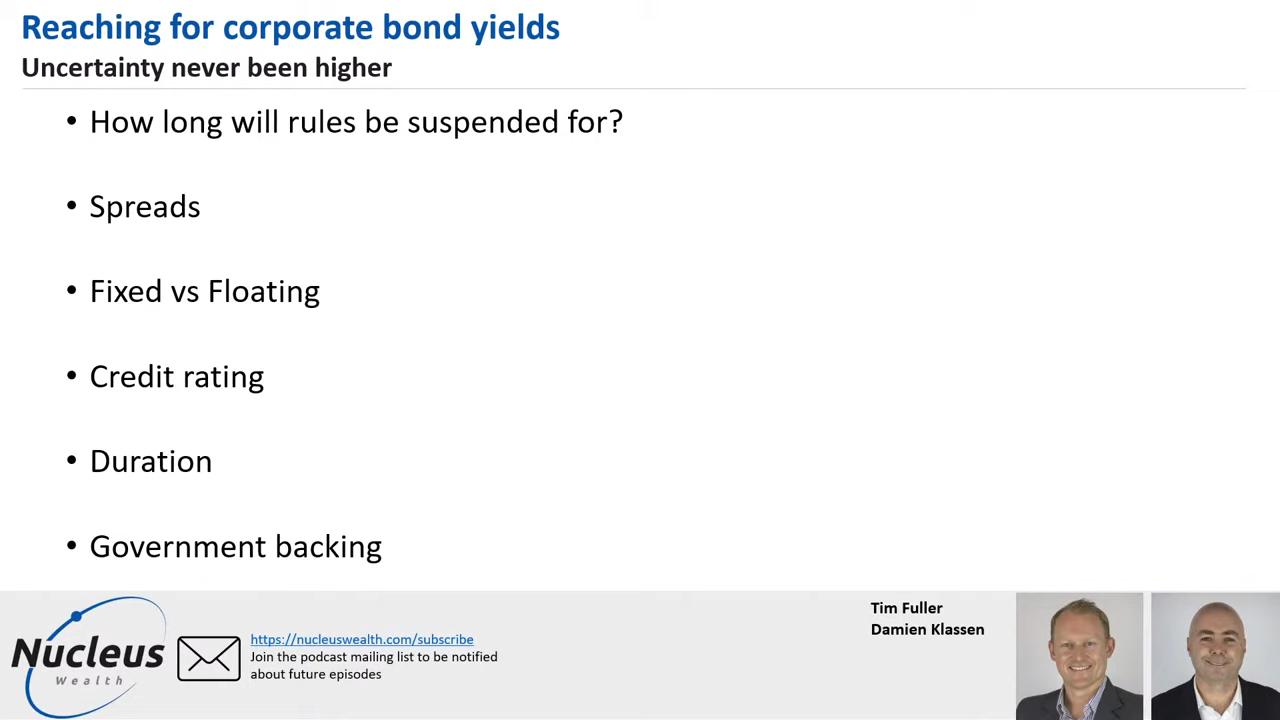 Reaching for corporate bond yields
Uncertainty never been higher
• How long will rules be suspended for?
• Spreads
• Fixed vs Floating
• Credit rating
• Duration
• Government backing
Nucleus
Wealth
https://nucleuswealth.com/subscribe
Join the podcast mailing list to be notified
about future episodes
Tim Fuller
Damien Klassen